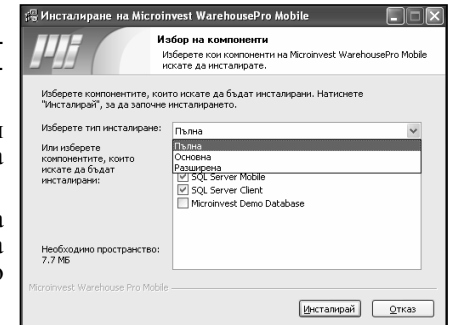 Инсталиране на Microinvest WarehousePro Mobile
Избор на компоненти
Изберете кои компоненти на Microinvest WarehousePro Mobile
искате да инсталирате.
Изберете компонентите, които искате да бъдат инсталирани. Натиснете
"Инсталирай", за да започне инсталирането.
Изберете тип инсталиране:
Пълна
Пълна
Основна
Разширена
Или изберете
компонентите, които
искате да бъдат
инсталирани:
SQL Server Mobile
SQL Server Client
Microinvest Demo Database
Необходимо пространство:
7.7 МБ
Microinvest Warehouse Pro Mobile
Инсталирай
Отказ